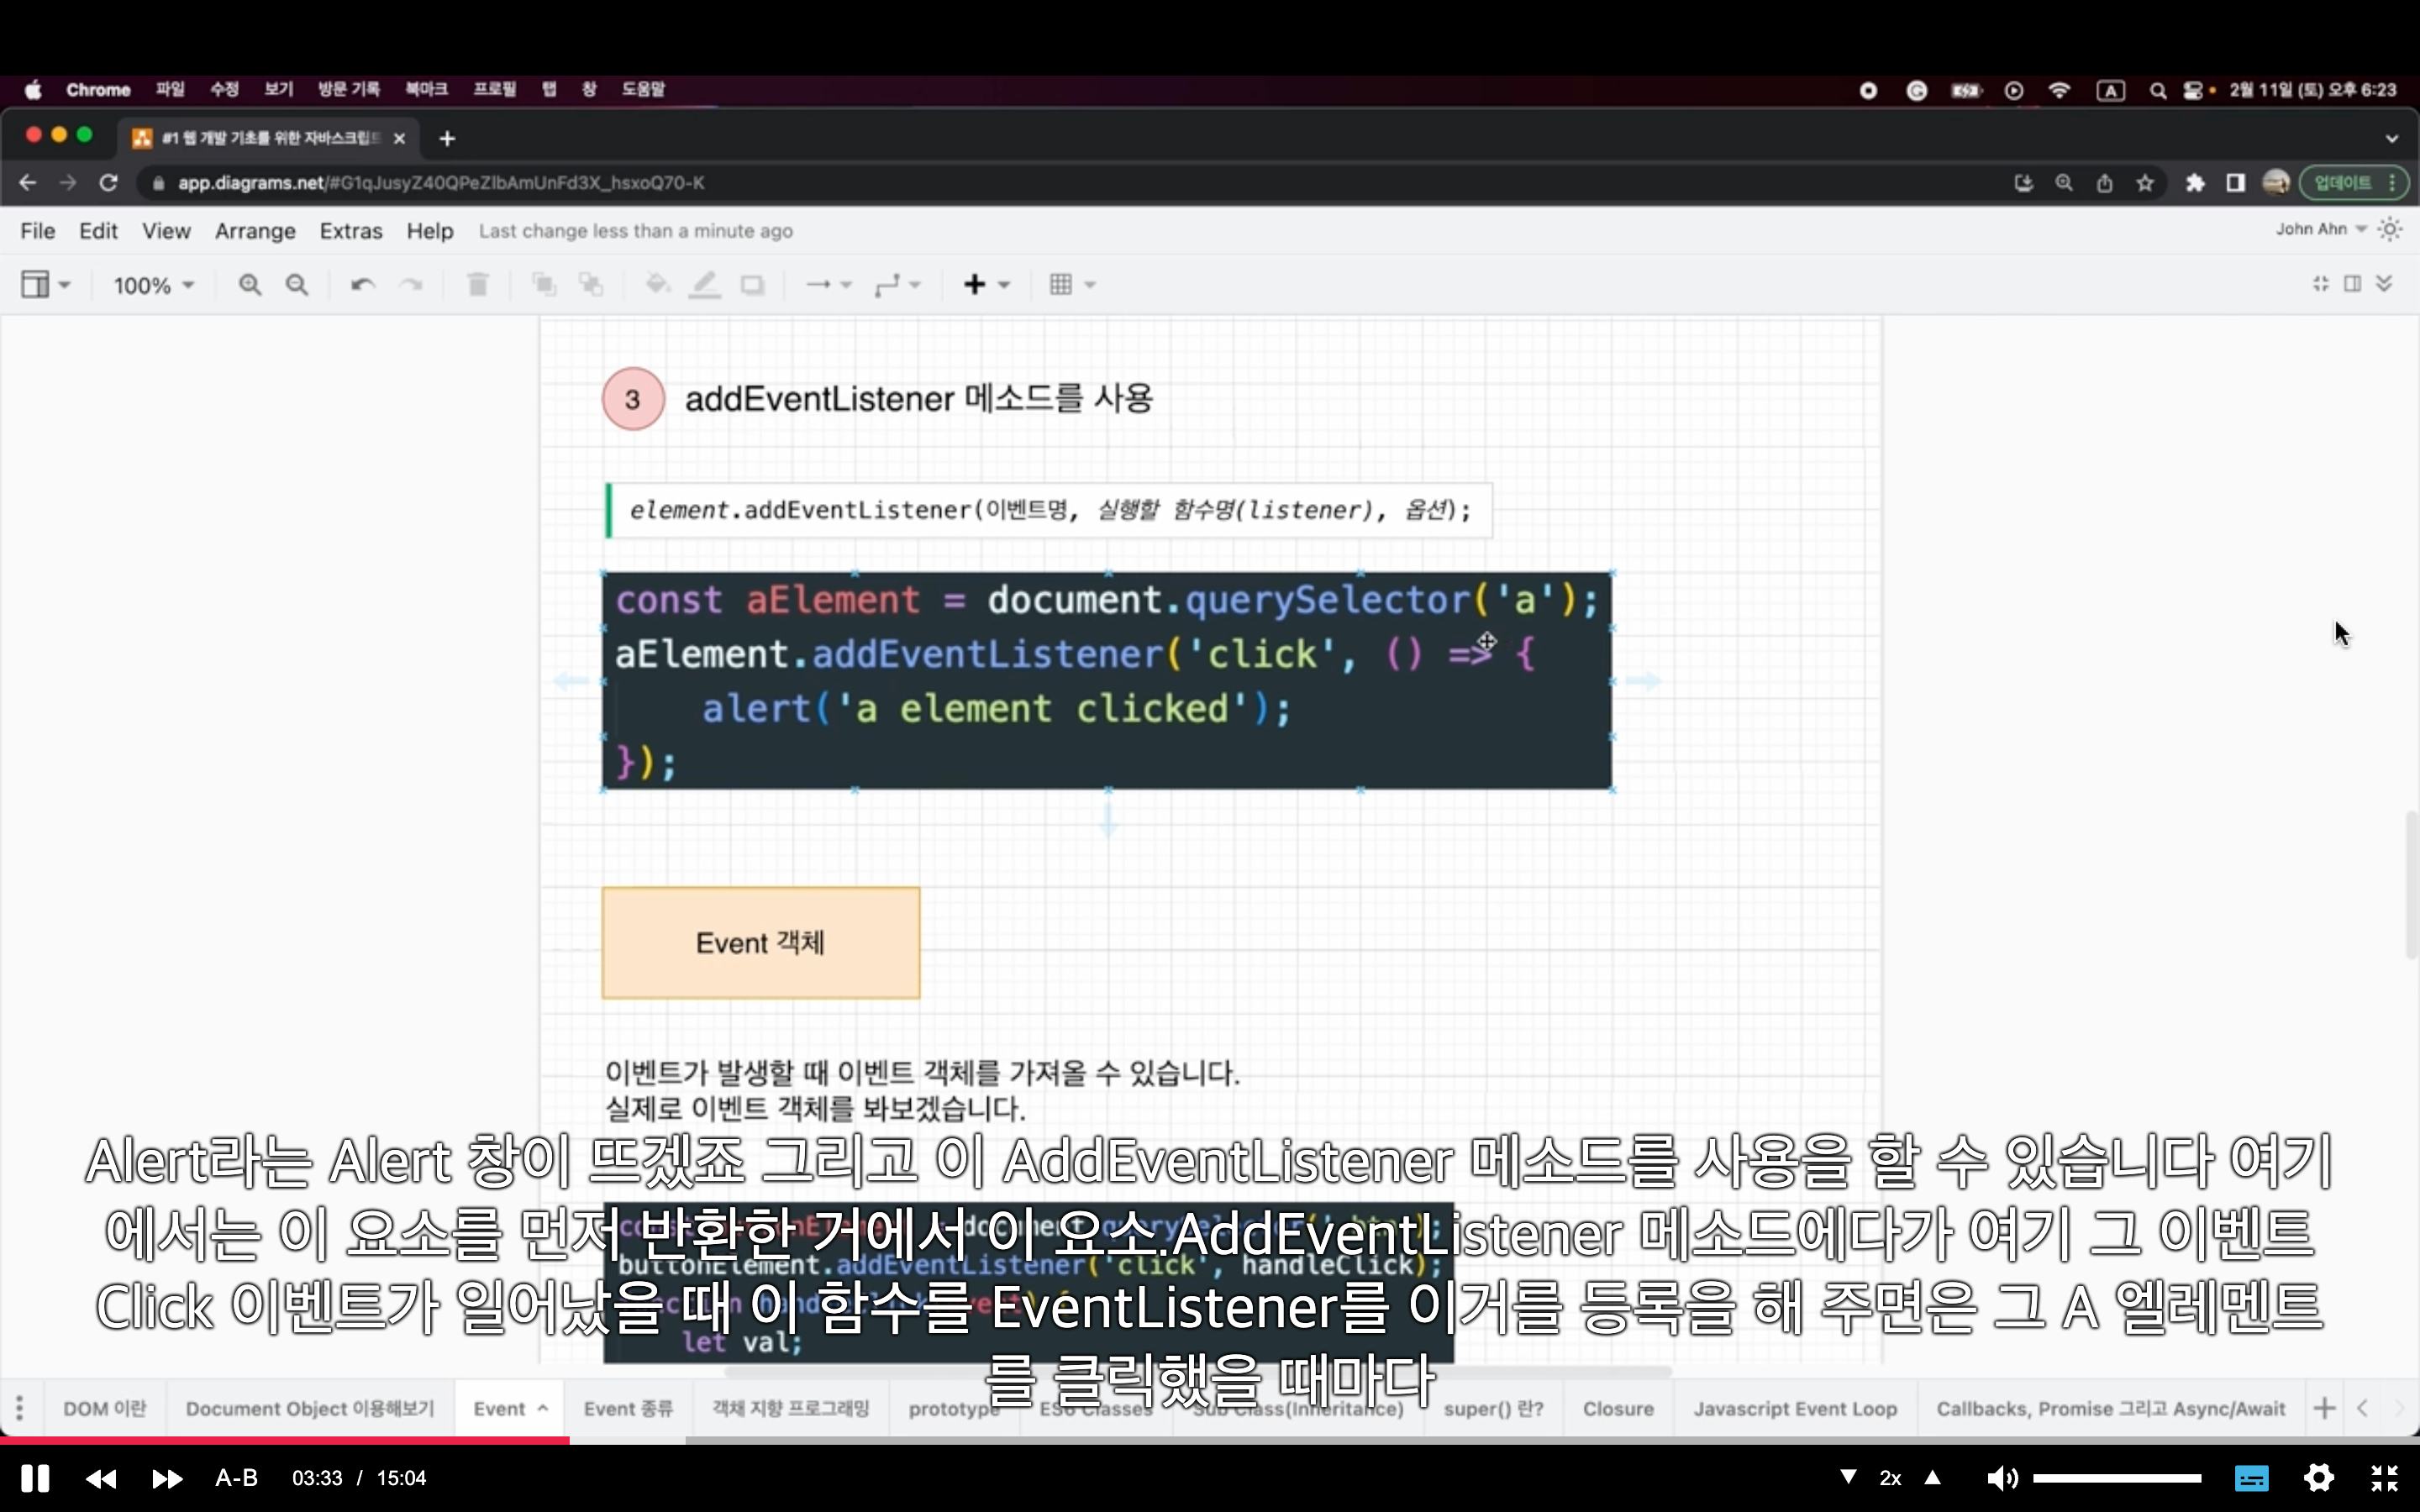 Chrome 파일 수정 보기 방문 기록 북마크 프로필 탭 창 도움말 A 2월 11일 (토) 오후 6:23
#1 웹 개발 기초를 위한 자바스크립트
app.diagrams.net/#G1qJusyZ40QPeZlbAmUnFd3X_hsxoQ70-K 업데이트
File Edit View Arrange Extras Help Last change less than a minute ago John Ahn
100%
3 addEventListener 메소드를 사용
element.addEventListener(이벤트명, 실행할 함수명(listener), 옵션);
const aElement = document.querySelector('a');
aElement.addEventListener('click', () => {
alert('a element clicked');
});
Event 객체
이벤트가 발생할 때 이벤트 객체를 가져올 수 있습니다.
실제로 이벤트 객체를 봐보겠습니다.
Alert라는 Alert 창이 뜨겠죠 그리고 이 AddEventListener 메소드를 사용을 할 수 있습니다 여기
에서는 이 요소를 먼저 반환한 거에서 이 요소.AddEventListener 메소드에다가 여기 그 이벤트
buttonElement.addEventListener('click', handleClick);
Click 이벤트가 일어났을 때 이 함수를 EventListener를 이거를 등록을 해 주면은 그 A 엘레멘트
let val;
를 클릭했을 때마다
DOM 이란 Document Object 이용해보기 Event Event 종류 객체 지향 프로그래밍 prototype ES6 Classes Sub Class(Inheritance) super() 란? Closure Javascript Event Loop Callbacks, Promise 그리고 Async/Await
A-B 03:33 / 15:04 2x